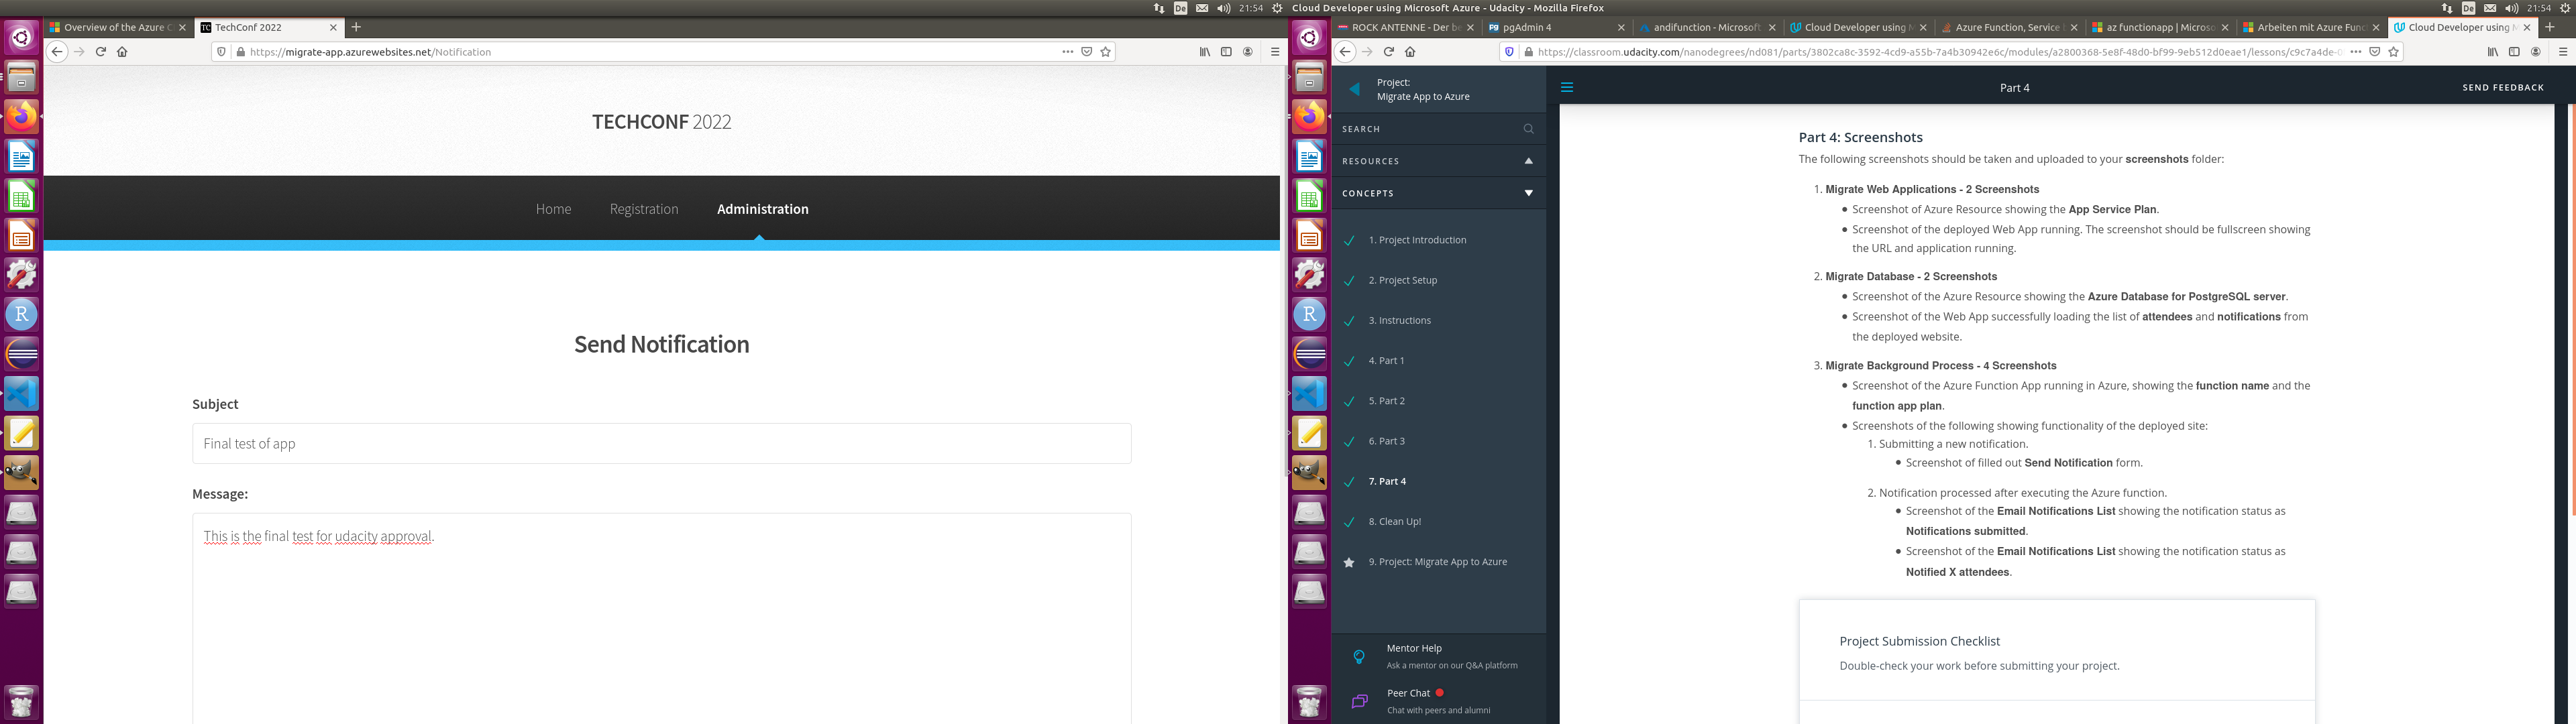 De
21:54
Cloud Developer using Microsoft Azure - Udacity - Mozilla Firefox
De
21:54
Overview of the Azure C
TechConf 2022
https://migrate-app.azurewebsites.net/Notification
TECHCONF 2022
Home
Registration
Administration
Send Notification
Subject
Final test of app
Message:
This is the final test for udacity approval.
ROCK ANTENNE - Der be
pgAdmin 4
andifunction - Microsoft
Cloud Developer using M
Azure Function, Service B
az functionapp | Microso
Arbeiten mit Azure Func
Cloud Developer using M
https://classroom.udacity.com/nanodegrees/nd081/parts/3802ca8c-3592-4cd9-a55b-7a4b30942e6c/modules/a2800368-5e8f-48d0-bf99-9eb512d0eae1/lessons/c9c7a4de-0
Project:
Migrate App to Azure
SEARCH
RESOURCES
CONCEPTS
1. Project Introduction
2. Project Setup
3. Instructions
4. Part 1
5. Part 2
6. Part 3
7. Part 4
8. Clean Up!
9. Project: Migrate App to Azure
Mentor Help
Ask a mentor on our Q&A platform
Peer Chat
Chat with peers and alumni
Part 4
SEND FEEDBACK
Part 4: Screenshots
The following screenshots should be taken and uploaded to your screenshots folder:
1. Migrate Web Applications - 2 Screenshots
Screenshot of Azure Resource showing the App Service Plan.
Screenshot of the deployed Web App running. The screenshot should be fullscreen showing
the URL and application running.
2. Migrate Database - 2 Screenshots
Screenshot of the Azure Resource showing the Azure Database for PostgreSQL server.
Screenshot of the Web App successfully loading the list of attendees and notifications from
the deployed website.
3. Migrate Background Process - 4 Screenshots
Screenshot of the Azure Function App running in Azure, showing the function name and the
function app plan.
Screenshots of the following showing functionality of the deployed site:
1. Submitting a new notification.
Screenshot of filled out Send Notification form.
2. Notification processed after executing the Azure function.
Screenshot of the Email Notifications List showing the notification status as
Notifications submitted.
Screenshot of the Email Notifications List showing the notification status as
Notified X attendees.
Project Submission Checklist
Double-check your work before submitting your project.